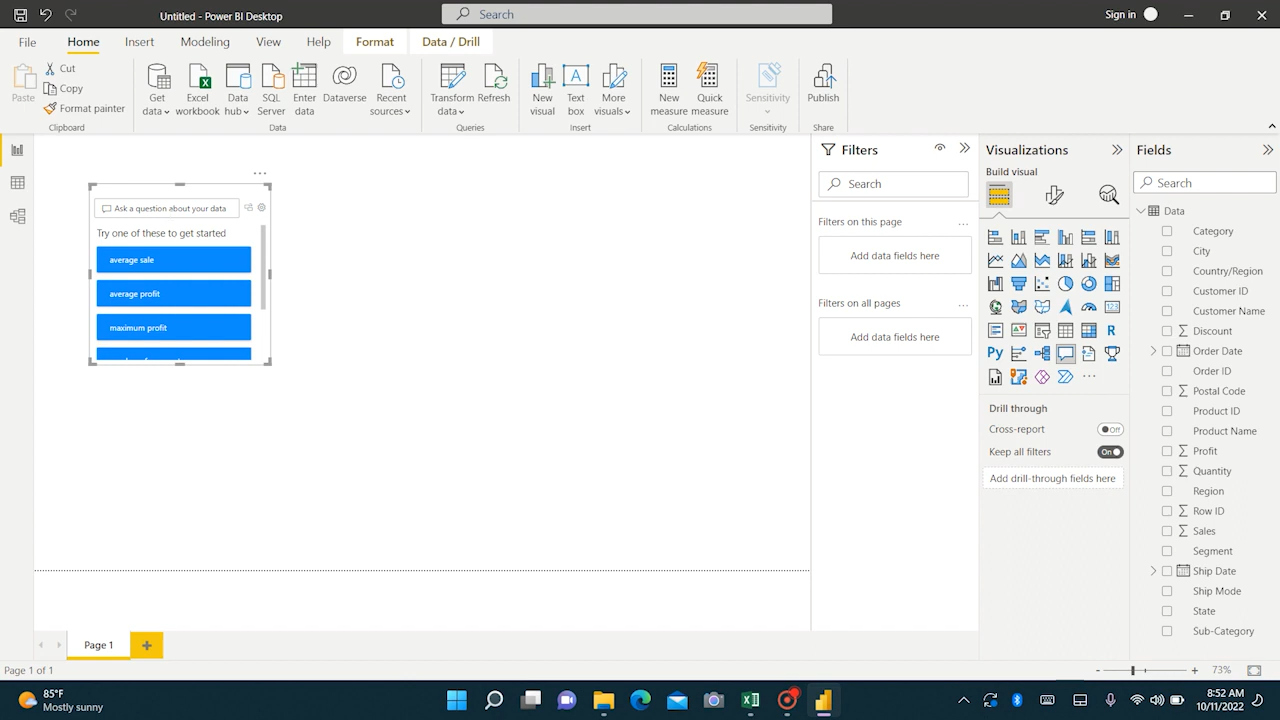 Untitled - Power BI Desktop
Search
Sign in
File
Home
Insert
Modeling
View
Help
Format
Data / Drill
Paste
Cut
Copy
Format painter
Clipboard
Get
data
Excel
workbook
Data
hub
SQL
Server
Enter
data
Dataverse
Recent
sources
Data
Transform
data
Refresh
Queries
New
visual
Text
box
More
visuals
Insert
New
measure
Quick
measure
Calculations
Sensitivity
Sensitivity
Publish
Share
Ask a question about your data
Try one of these to get started
average sale
average profit
maximum profit
Filters
Search
Filters on this page
Add data fields here
Filters on all pages
Add data fields here
Visualizations
Build visual
R
Py
123
Drill through
Cross-report
Off
Keep all filters
On
Add drill-through fields here
Fields
Search
Data
Category
City
Country/Region
Customer ID
Customer Name
Discount
Order Date
Order ID
Postal Code
Product ID
Product Name
Profit
Quantity
Region
Row ID
Sales
Segment
Ship Date
Ship Mode
State
Sub-Category
Page 1
Page 1 of 1
- + 73%
85°F
Mostly sunny
8:52 AM
10/11/2022